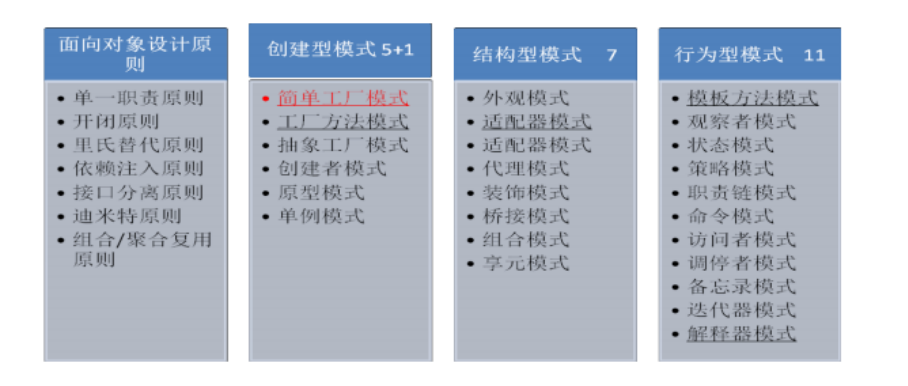 面向对象设计原
则
单一职责原则
开闭原则
里氏替代原则
依赖注入原则
接口分离原则
迪米特原则
组合/聚合复用
原则
创建型模式 5+1
简单工厂模式
工厂方法模式
抽象工厂模式
创建者模式
原型模式
单例模式
结构型模式 7
外观模式
适配器模式
适配器模式
代理模式
装饰模式
桥接模式
组合模式
享元模式
行为型模式 11
模板方法模式
观察者模式
状态模式
策略模式
职责链模式
命令模式
访问者模式
调停者模式
备忘录模式
迭代器模式
解释器模式